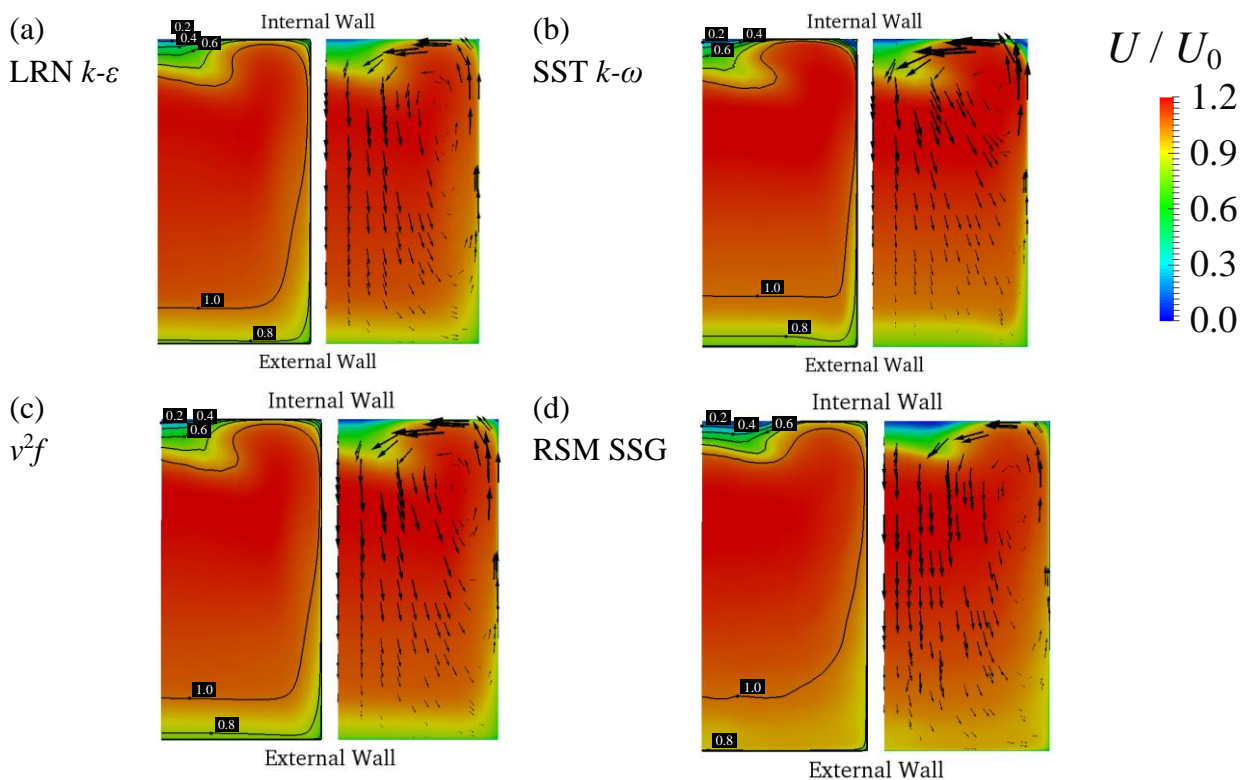 (a)
LRN k-ε
Internal Wall
0.2
0.4
0.4
0.6
1.0
0.8
External Wall
(b)
SST k-ω
Internal Wall
0.2
0.4
0.6
1.0
0.8
External Wall
U / U0
1.2
0.9
0.6
0.3
0.0
(c)
v²f
Internal Wall
0.2
0.4
0.6
1.0
0.8
External Wall
(d)
RSM SSG
Internal Wall
0.2
0.4
0.6
1.0
0.8
External Wall